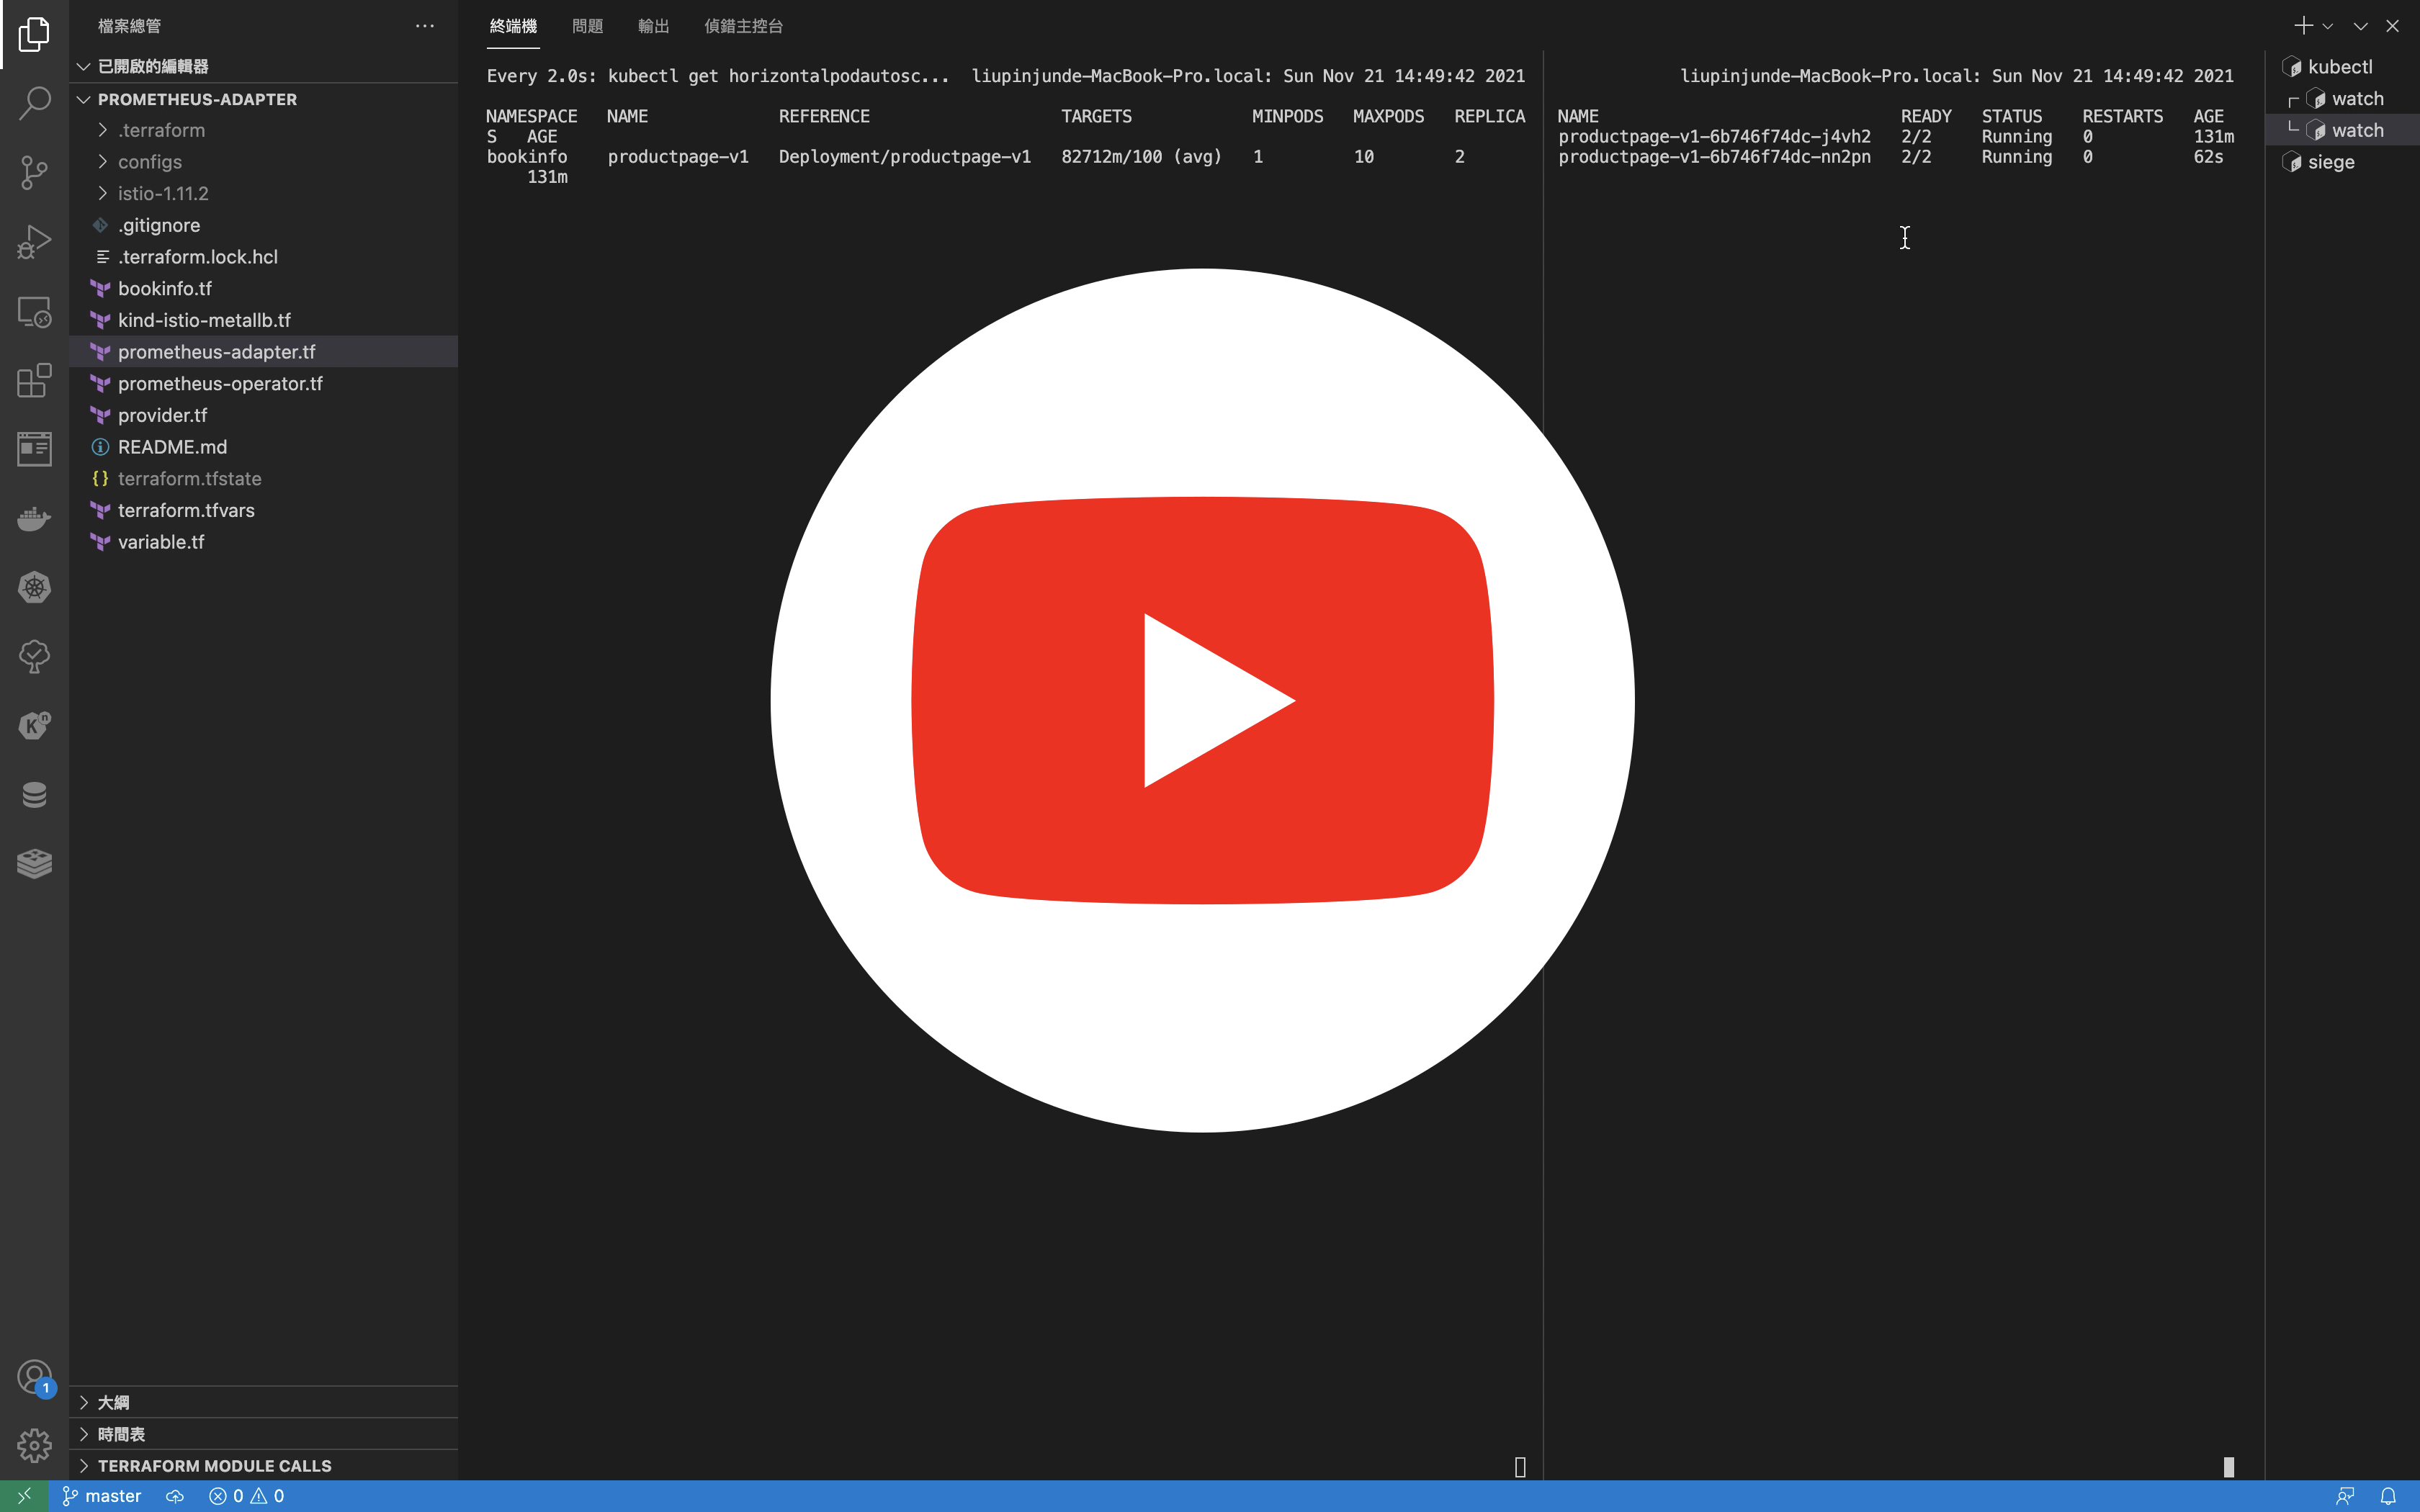 檔案總管
已開啟的編輯器
PROMETHEUS-ADAPTER
.terraform
configs
istio-1.11.2
.gitignore
.terraform.lock.hcl
bookinfo.tf
kind-istio-metallb.tf
prometheus-adapter.tf
prometheus-operator.tf
provider.tf
README.md
terraform.tfstate
terraform.tfvars
variable.tf
大綱
時間表
TERRAFORM MODULE CALLS
終端機 問題 輸出 偵錯主控台
Every 2.0s: kubectl get horizontalpodautosc... liupinjunde-MacBook-Pro.local: Sun Nov 21 14:49:42 2021
NAMESPACE NAME REFERENCE TARGETS MINPODS MAXPODS REPLICA
S AGE
bookinfo productpage-v1 Deployment/productpage-v1 82712m/100 (avg) 1 10 2
131m
liupinjunde-MacBook-Pro.local: Sun Nov 21 14:49:42 2021
NAME READY STATUS RESTARTS AGE
productpage-v1-6b746f74dc-j4vh2 2/2 Running 0 131m
productpage-v1-6b746f74dc-nn2pn 2/2 Running 0 62s
kubectl
watch
watch
siege
1
master 0 0